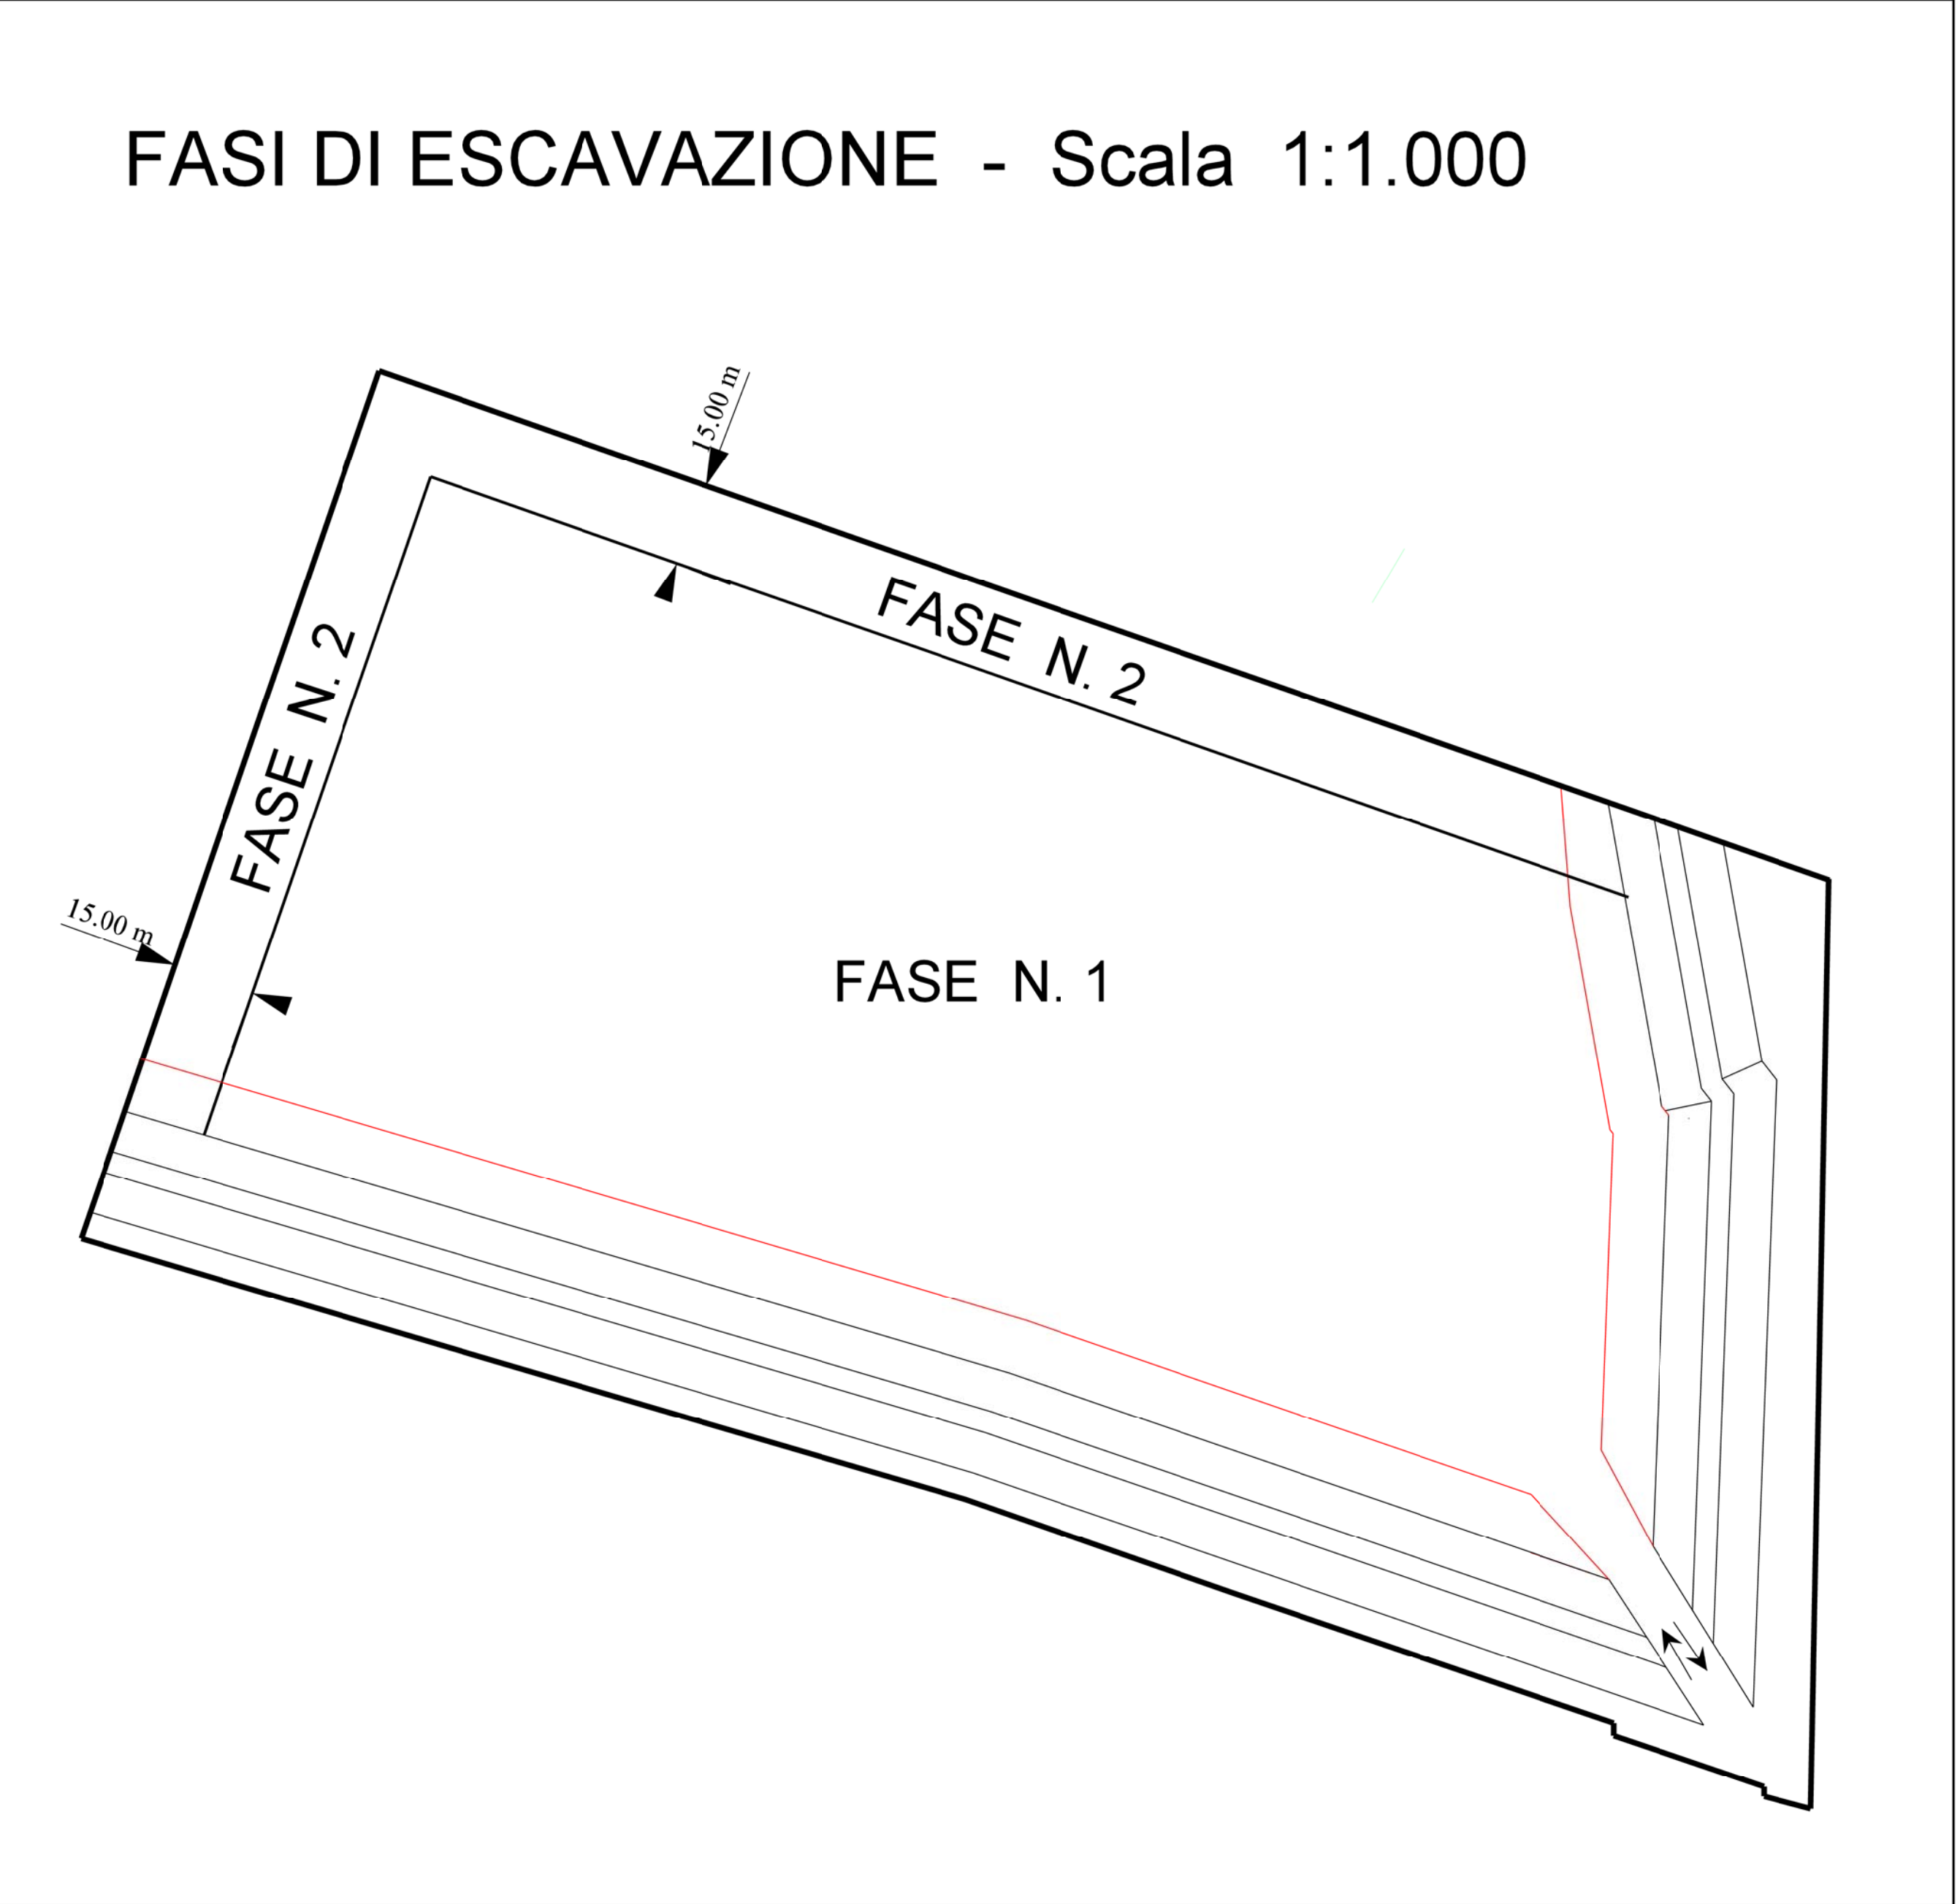 FASI DI ESCAVAZIONE - Scala 1:1.000
15.00 m
FASE N. 2
FASE N. 2
15.00 m
FASE N. 1